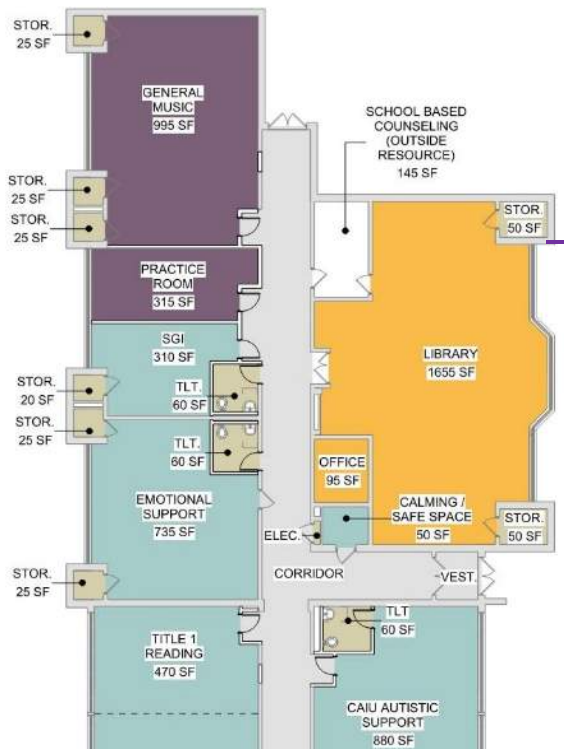 STOR.
25 SF
GENERAL
MUSIC
995 SF
SCHOOL BASED
COUNSELING
(OUTSIDE
RESOURCE)
145 SF
STOR.
25 SF
STOR.
25 SF
STOR.
50 SF
PRACTICE
ROOM
315 SF
SGI
310 SF
LIBRARY
1655 SF
STOR.
20 SF
TLT.
60 SF
STOR.
25 SF
TLT.
60 SF
OFFICE
95 SF
EMOTIONAL
SUPPORT
735 SF
CALMING /
SAFE SPACE
50 SF
STOR.
50 SF
ELEC.
STOR.
25 SF
CORRIDOR
VEST.
TITLE 1
READING
470 SF
TLT
60 SF
CAIU AUTISTIC
SUPPORT
880 SF